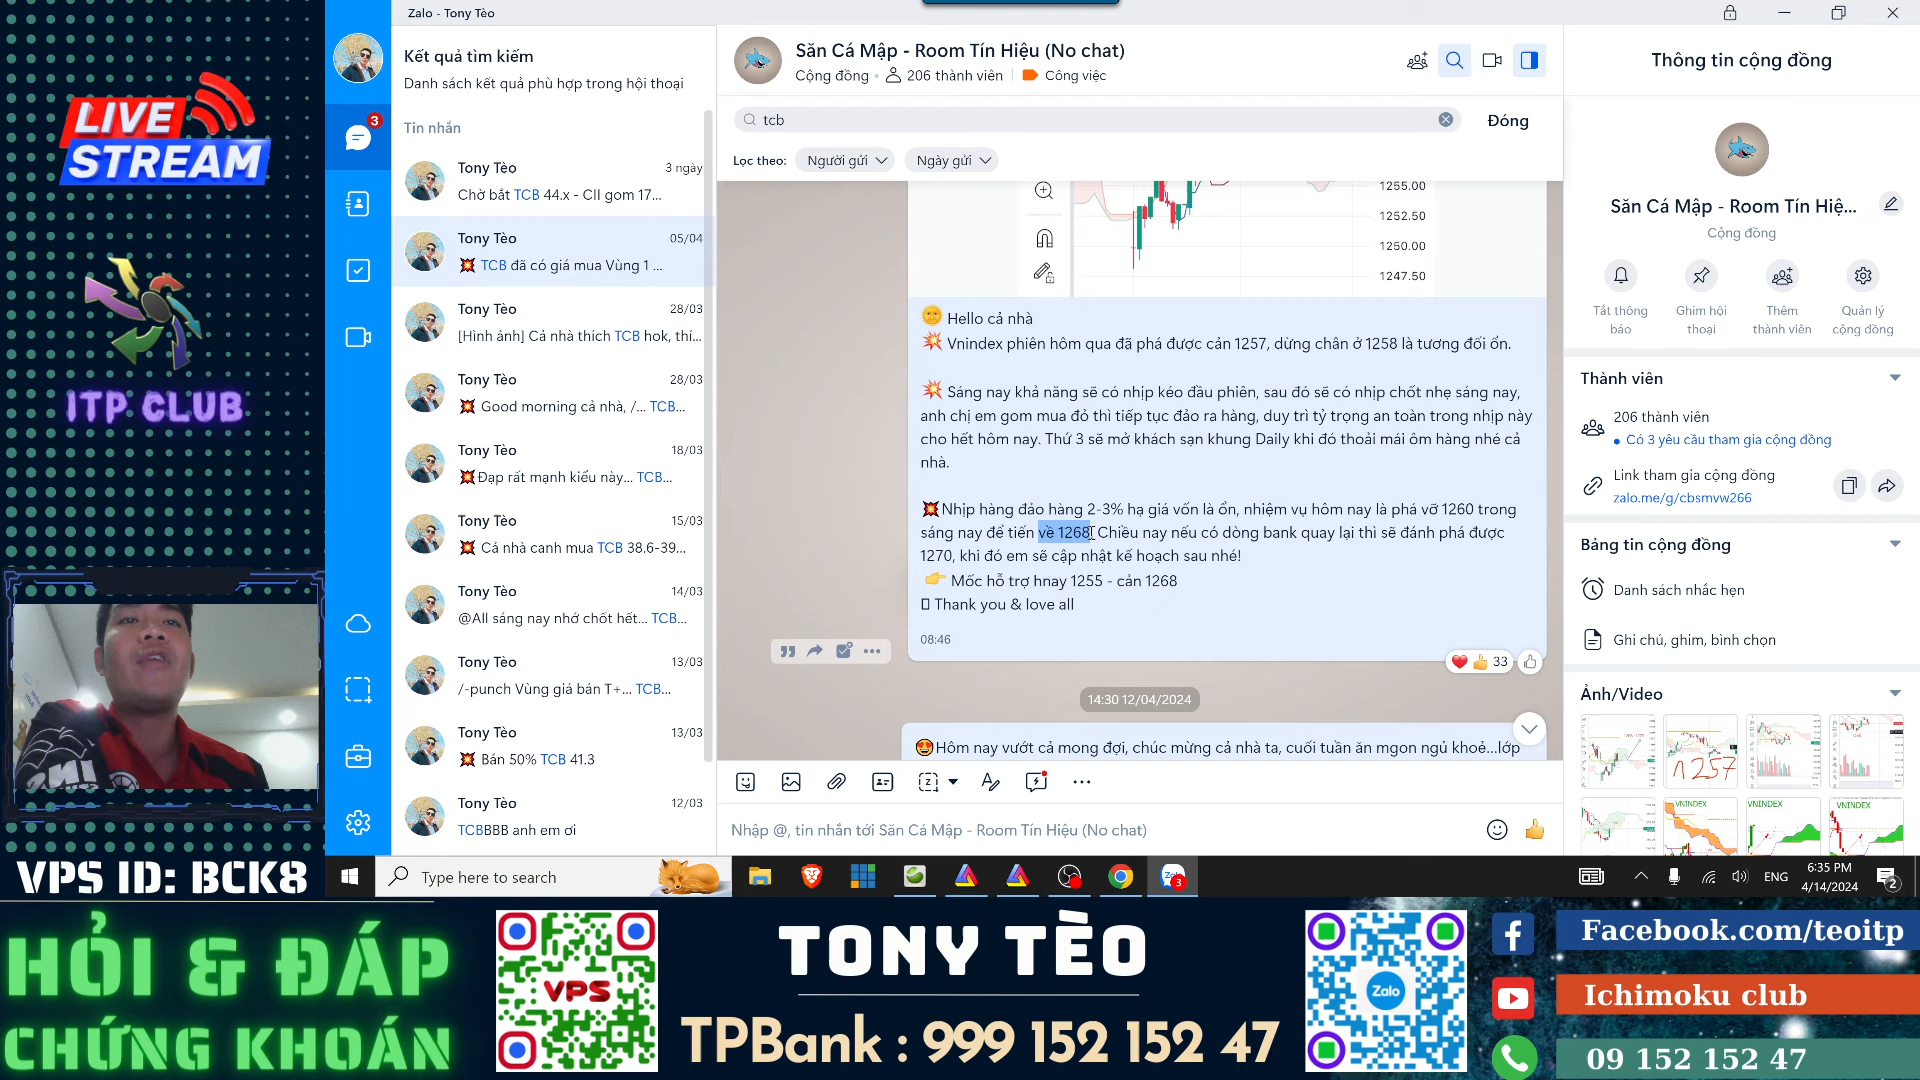 Zalo - Tony Tèo
LIVE
STREAM
ITP CLUB
VPS ID: BCK8
3
Kết quả tìm kiếm
Danh sách kết quả phù hợp trong hội thoại
Tin nhắn
Tony Tèo
3 ngày
Chờ bắt TCB 44.x - CII gom 17...
Tony Tèo
05/04
💥 TCB đã có giá mua Vùng 1 ...
Tony Tèo
28/03
[Hình ảnh] Cả nhà thích TCB hok, thí...
Tony Tèo
28/03
💥 Good morning cả nhà, /... TCB...
Tony Tèo
18/03
💥Đạp rất mạnh kiểu này... TCB...
Tony Tèo
15/03
💥 Cả nhà canh mua TCB 38.6-39...
Tony Tèo
14/03
@All sáng nay nhớ chốt hết... TCB...
Tony Tèo
13/03
/-punch Vùng giá bán T+... TCB...
Tony Tèo
13/03
💥 Bán 50% TCB 41.3
Tony Tèo
12/03
TCBBBB anh em ơi
Săn Cá Mập - Room Tín Hiệu (No chat)
Cộng đồng
206 thành viên
Công việc
tcb
Đóng
Lọc theo:
Người gửi
Ngày gửi
1255.00
1252.50
1250.00
1247.50
🌞 Hello cả nhà
💥 Vnindex phiên hôm qua đã phá được cản 1257, dừng chân ở 1258 là tương đối ổn.
💥 Sáng nay khả năng sẽ có nhịp kéo đầu phiên, sau đó sẽ có nhịp chốt nhẹ sáng nay,
anh chị em gom mua đỏ thì tiếp tục đảo ra hàng, duy trì tỷ trọng an toàn trong nhịp này
cho hết hôm nay. Thứ 3 sẽ mở khách sạn khung Daily khi đó thoải mái ôm hàng nhé cả
nhà.
💥Nhịp hàng đảo hàng 2-3% hạ giá vốn là ổn, nhiệm vụ hôm nay là phá vỡ 1260 trong
sáng nay để tiến về 1268. Chiều nay nếu có dòng bank quay lại thì sẽ đánh phá được
1270, khi đó em sẽ cập nhật kế hoạch sau nhé!
👉 Mốc hỗ trợ hnay 1255 - cản 1268
Thank you & love all
08:46
33
14:30 12/04/2024
😍Hôm nay vướt cả mong đợi, chúc mừng cả nhà ta, cuối tuần ăn mgon ngủ khoẻ...lớp
Nhập @, tin nhắn tới Săn Cá Mập - Room Tín Hiệu (No chat)
Thông tin cộng đồng
Săn Cá Mập - Room Tín Hiệ...
Cộng đồng
Tắt thông báo
Ghim hội thoại
Thêm thành viên
Quản lý cộng đồng
Thành viên
206 thành viên
Có 3 yêu cầu tham gia cộng đồng
Link tham gia cộng đồng
zalo.me/g/cbsmvw266
Bảng tin cộng đồng
Danh sách nhắc hẹn
Ghi chú, ghim, bình chọn
Ảnh/Video
1257
VNINDEX
VNINDEX
VNINDEX
Type here to search
3
ENG
6:35 PM
4/14/2024
2
HỎI & ĐÁP
CHỨNG KHOÁN
VPS
TONY TÈO
TPBank : 999 152 152 47
Zalo
Facebook.com/teoitp
Ichimoku club
09 152 152 47